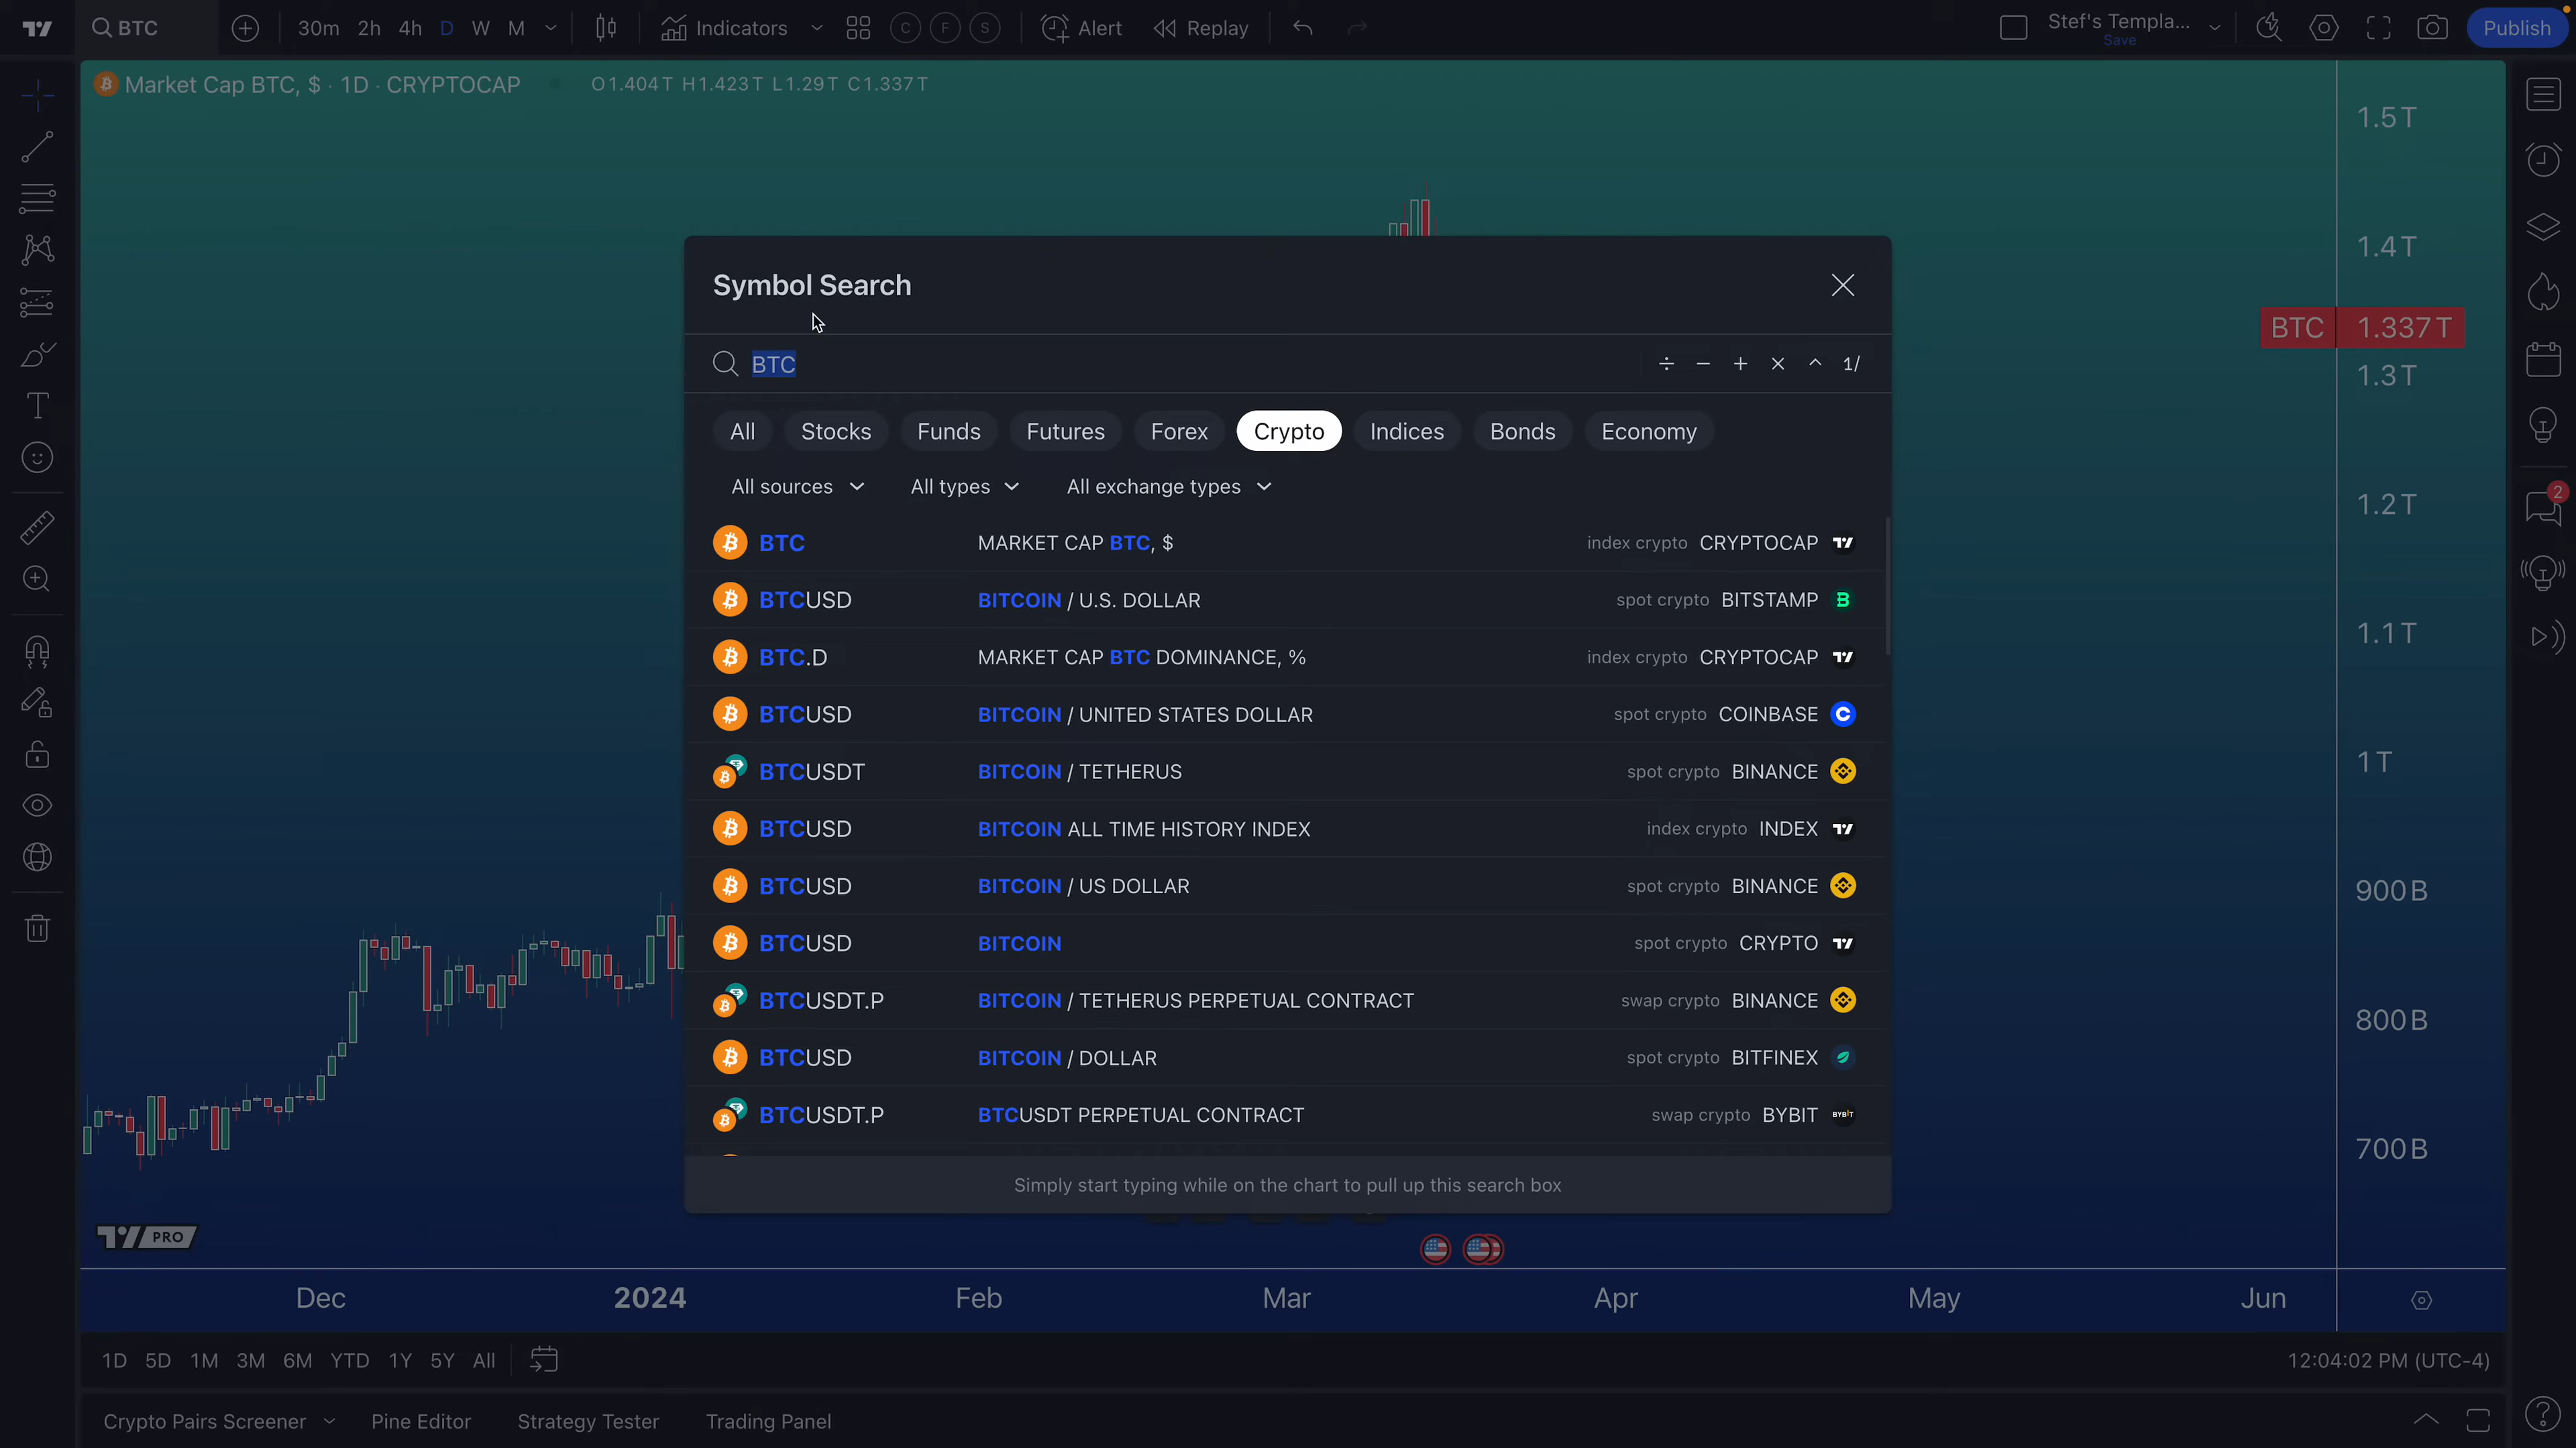 BTC 30m 2h 4h D W M Indicators C F S Alert Replay Stef's Templa... Save Publish
Market Cap BTC, $ · 1D · CRYPTOCAP O1.404T H1.423T L1.29T C1.337T
1.5T
1.4T
BTC 1.337T
1.3T
1.2T
1.1T
1T
900B
800B
700B
2
Symbol Search
BTC ÷ − + × ^ 1/
All Stocks Funds Futures Forex Crypto Indices Bonds Economy
All sources All types All exchange types
BTC MARKET CAP BTC, $ index crypto CRYPTOCAP
BTCUSD BITCOIN / U.S. DOLLAR spot crypto BITSTAMP
BTC.D MARKET CAP BTC DOMINANCE, % index crypto CRYPTOCAP
BTCUSD BITCOIN / UNITED STATES DOLLAR spot crypto COINBASE
BTCUSDT BITCOIN / TETHERUS spot crypto BINANCE
BTCUSD BITCOIN ALL TIME HISTORY INDEX index crypto INDEX
BTCUSD BITCOIN / US DOLLAR spot crypto BINANCE
BTCUSD BITCOIN spot crypto CRYPTO
BTCUSDT.P BITCOIN / TETHERUS PERPETUAL CONTRACT swap crypto BINANCE
BTCUSD BITCOIN / DOLLAR spot crypto BITFINEX
BTCUSDT.P BTCUSDT PERPETUAL CONTRACT swap crypto BYBIT BYBIT
Simply start typing while on the chart to pull up this search box
PRO
Dec 2024 Feb Mar Apr May Jun
1D 5D 1M 3M 6M YTD 1Y 5Y All 12:04:02 PM (UTC-4)
Crypto Pairs Screener Pine Editor Strategy Tester Trading Panel